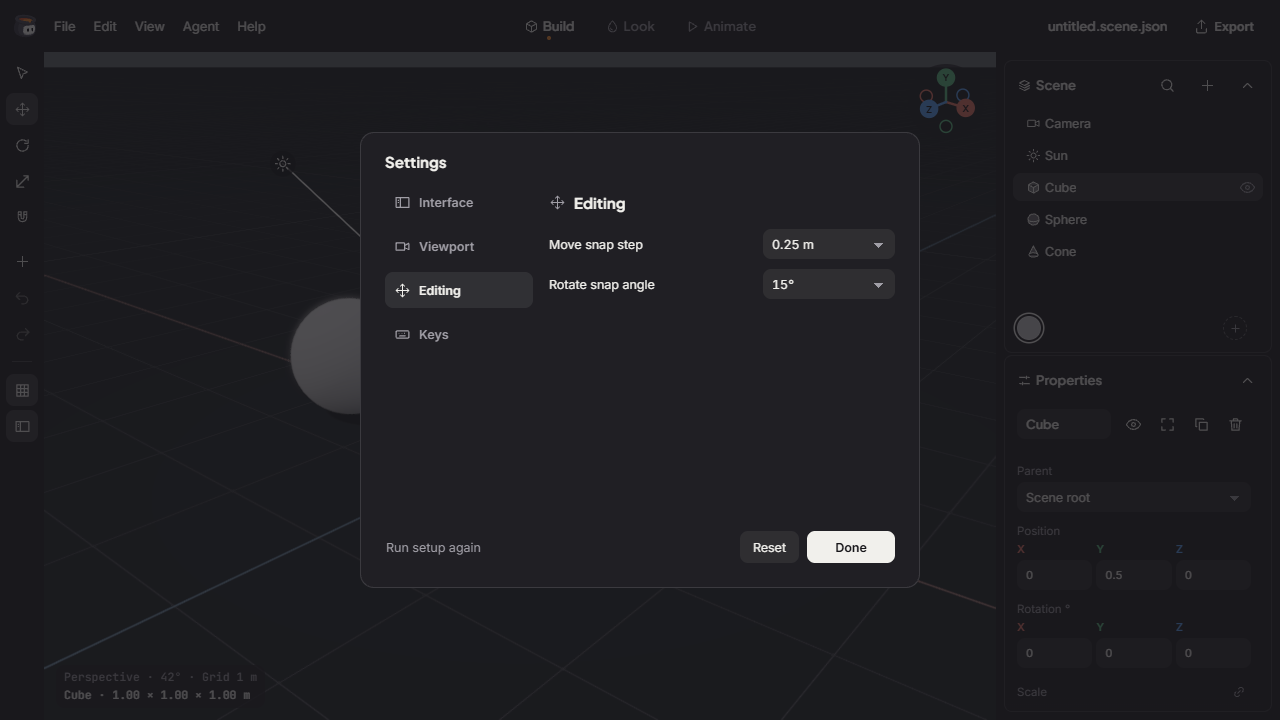 File Edit View Agent Help
Build Look Animate
untitled.scene.json Export
Y
Z X
Scene
Camera
Sun
Cube
Sphere
Cone
Settings
Interface
Viewport
Editing
Keys
Editing
Move snap step 0.25 m
Rotate snap angle 15°
Run setup again Reset Done
Properties
Cube
Parent
Scene root
Position
X Y Z
0 0.5 0
Rotation *
X Y Z
0 0 0
Scale
Perspective · 42° · Grid 1 m
Cube · 1.00 × 1.00 × 1.00 m